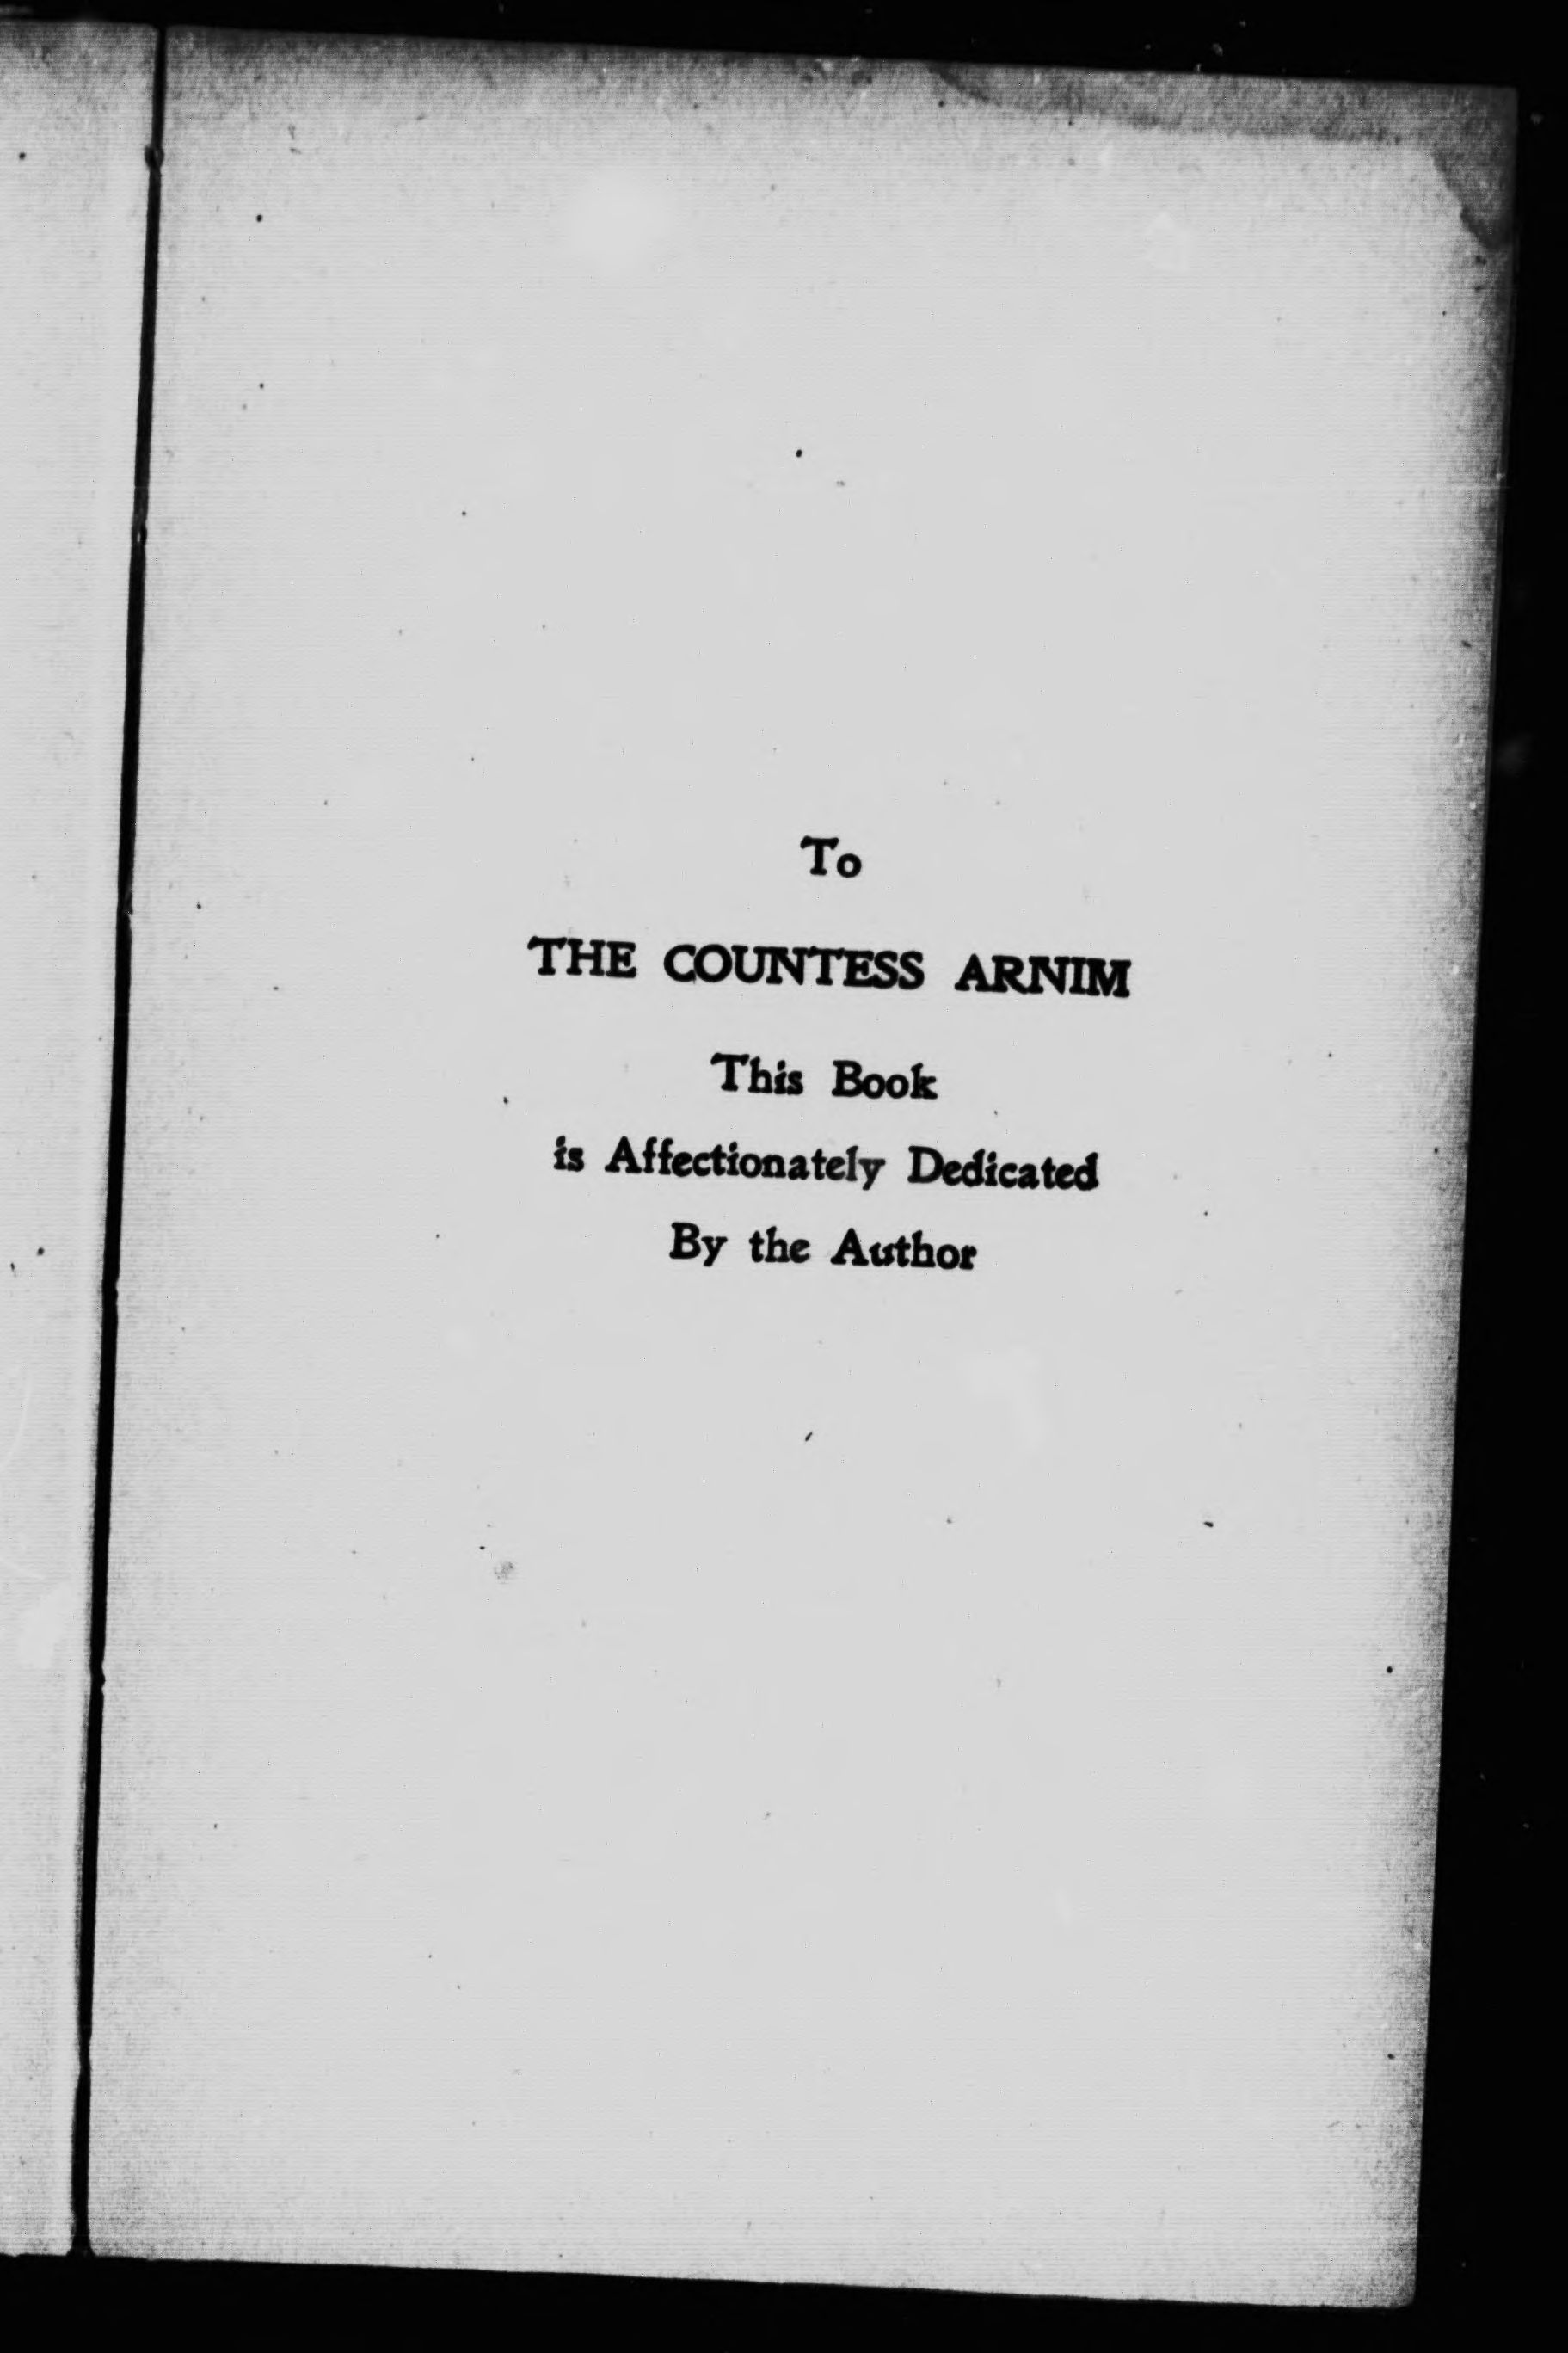 To
THE COUNTESS ARNIM
This Book
is Affectionately Dedicated
By the Author